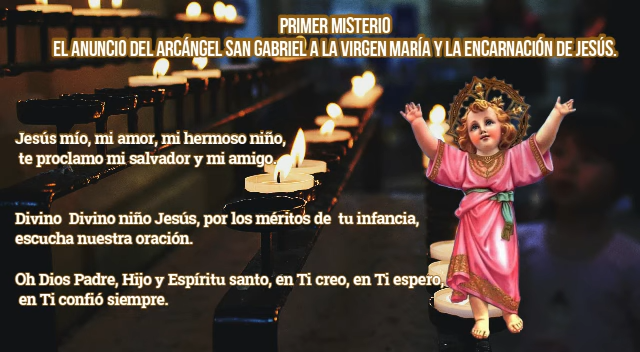 PRIMER MISTERIO
EL ANUNCIO DEL ARCÁNGEL SAN GABRIEL A LA VIRGEN MARÍA Y LA ENCARNACIÓN DE JESÚS.
Jesús mío, mi amor, mi hermoso niño,
te proclamo mi salvador y mi amigo.
Divino Divino niño Jesús, por los méritos de tu infancia,
escucha nuestra oración.
Oh Dios Padre, Hijo y Espíritu santo, en Ti creo, en Ti espero,
en Ti confió siempre.